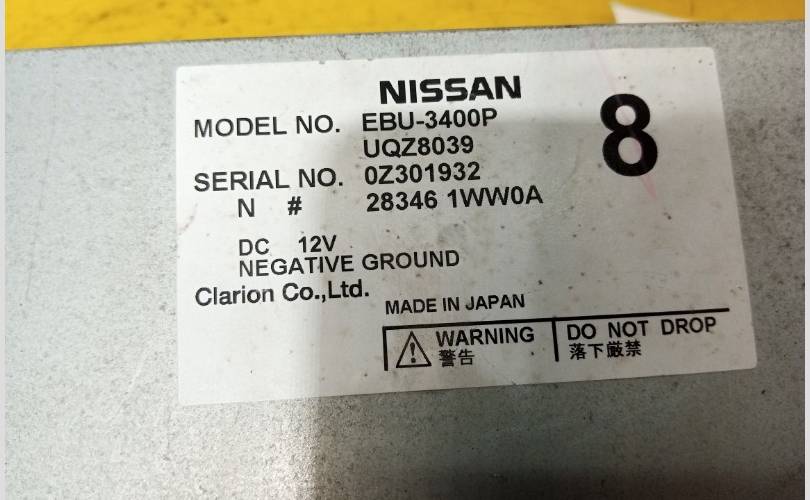 NISSAN
8
MODEL NO. EBU-3400P
UQZ8039
SERIAL NO. 0Z301932
N # 28346 1WW0A
DC 12V
NEGATIVE GROUND
Clarion Co.,Ltd.
MADE IN JAPAN
WARNING
警告
DO NOT DROP
落下厳禁